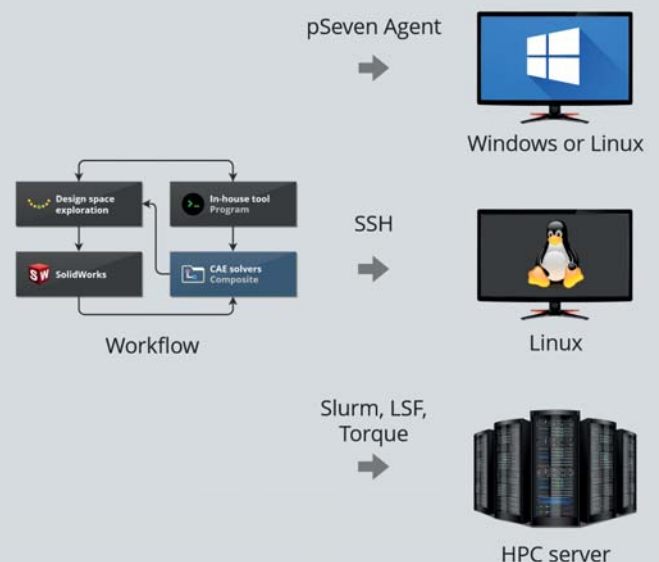 pSeven Agent
Windows or Linux
Design space
exploration
In-house tool
Program
SW
SolidWorks
CAE solvers
Composite
Workflow
SSH
Linux
Slurm, LSF,
Torque
HPC server